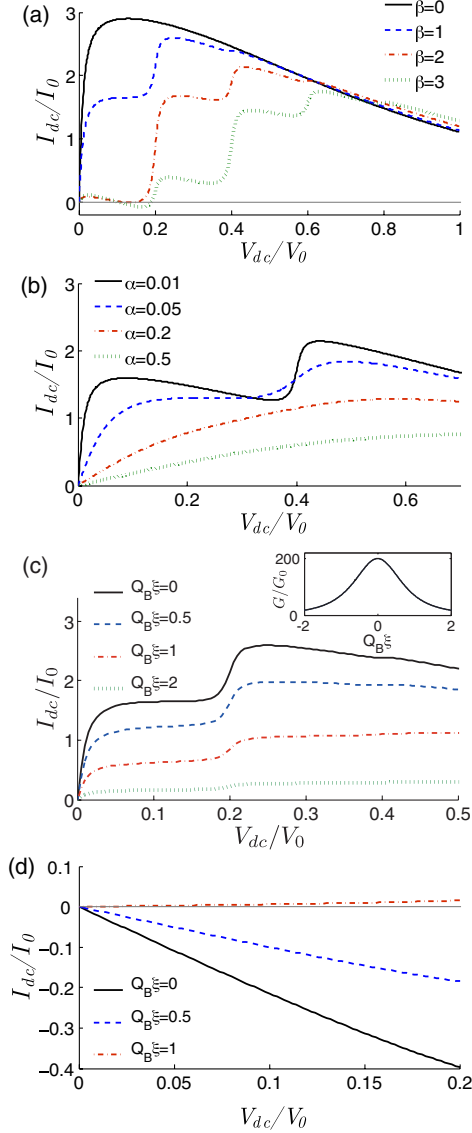 (a)
3
2
1
0
I_dc/I_0
β=0
β=1
β=2
β=3
0 0.2 0.4 0.6 0.8 1
V_dc/V_0
(b)
3
2
1
0
I_dc/I_0
α=0.01
α=0.05
α=0.2
α=0.5
0 0.2 0.4 0.6
V_dc/V_0
(c)
3
2
1
0
I_dc/I_0
Q_Bξ=0
Q_Bξ=0.5
Q_Bξ=1
Q_Bξ=2
200
0
G/G_0
-2 0 2
Q_Bξ
0 0.1 0.2 0.3 0.4 0.5
V_dc/V_0
(d)
0.1
0
−0.1
−0.2
−0.3
−0.4
I_dc/I_0
Q_Bξ=0
Q_Bξ=0.5
Q_Bξ=1
0.05 0.1 0.15 0.2
V_dc/V_0